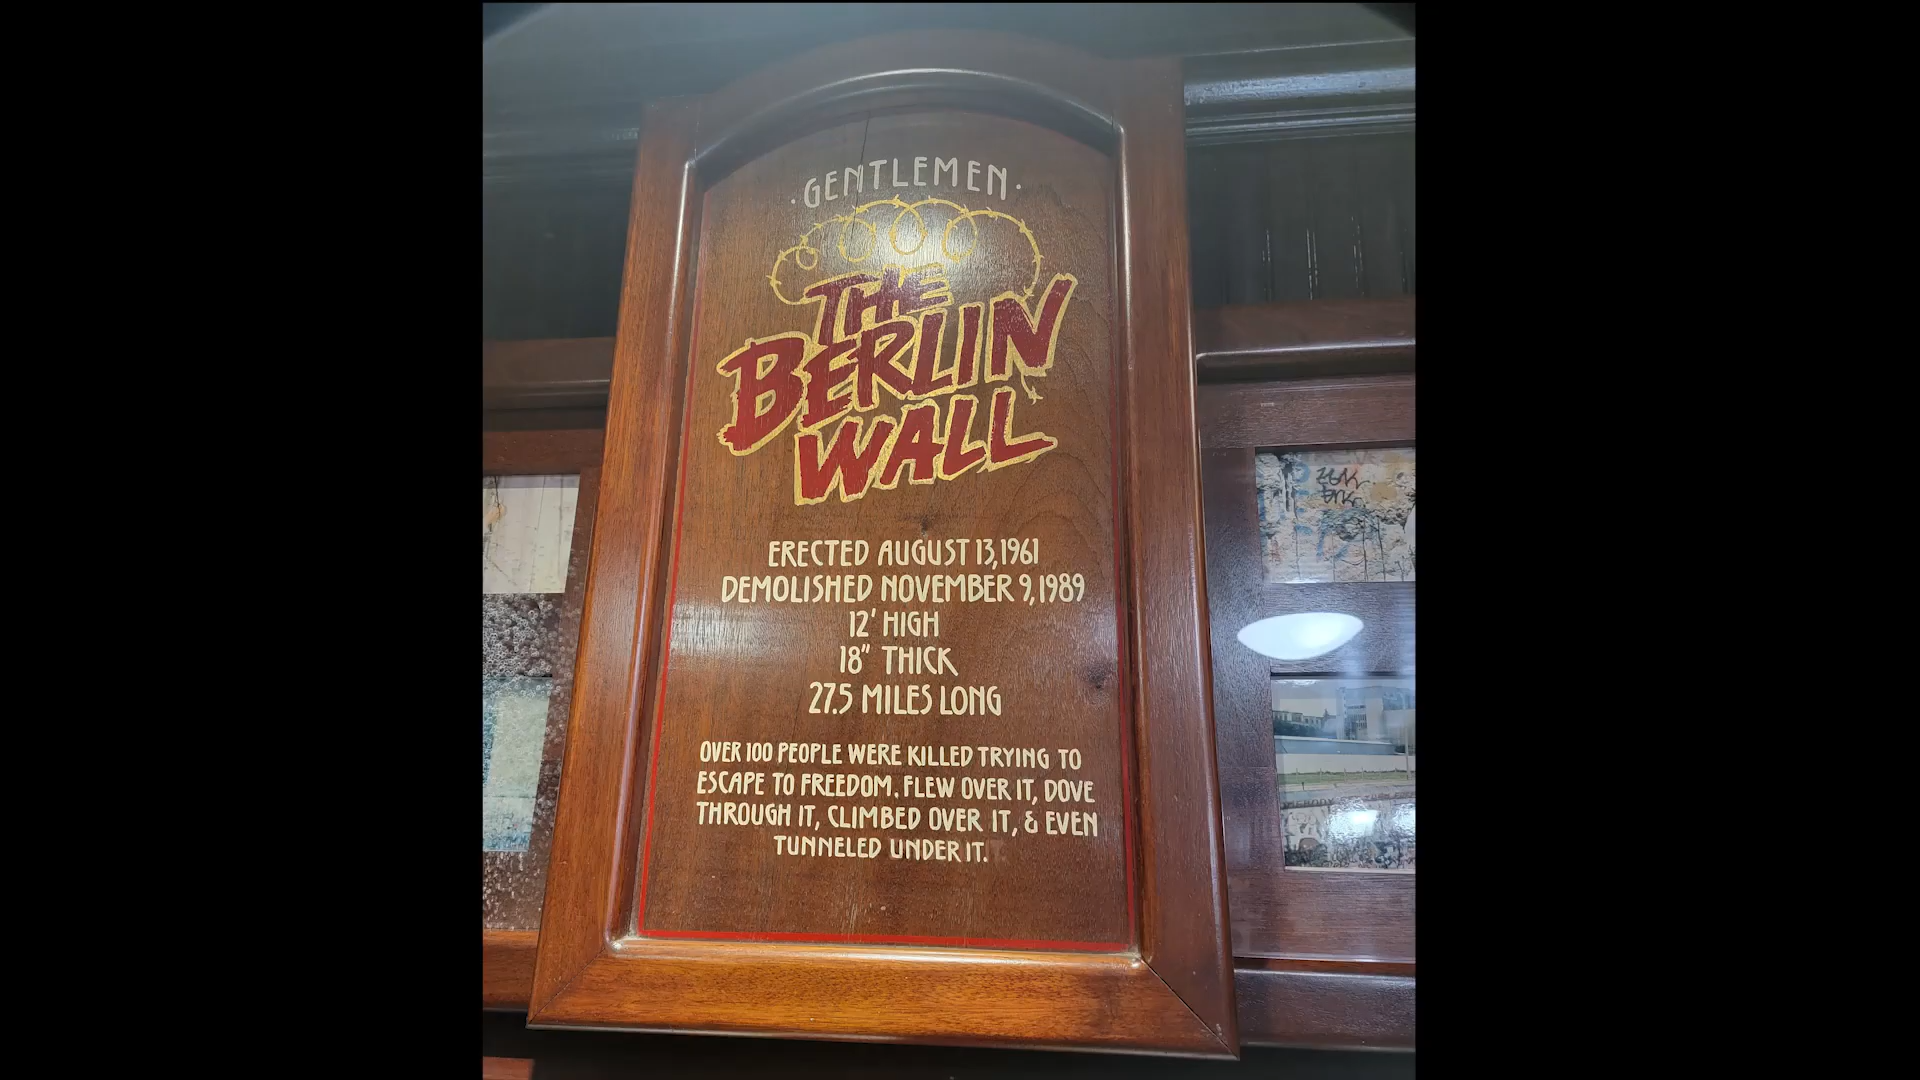 ·GENTLEMEN·
THE
BERLIN
WALL
ERECTED AUGUST 13,1961
DEMOLISHED NOVEMBER 9,1989
12' HIGH
18" THICK
27.5 MILES LONG
OVER 100 PEOPLE WERE KILLED TRYING TO
ESCAPE TO FREEDOM. FLEW OVER IT, DOVE
THROUGH IT, CLIMBED OVER IT, & EVEN
TUNNELED UNDER IT.